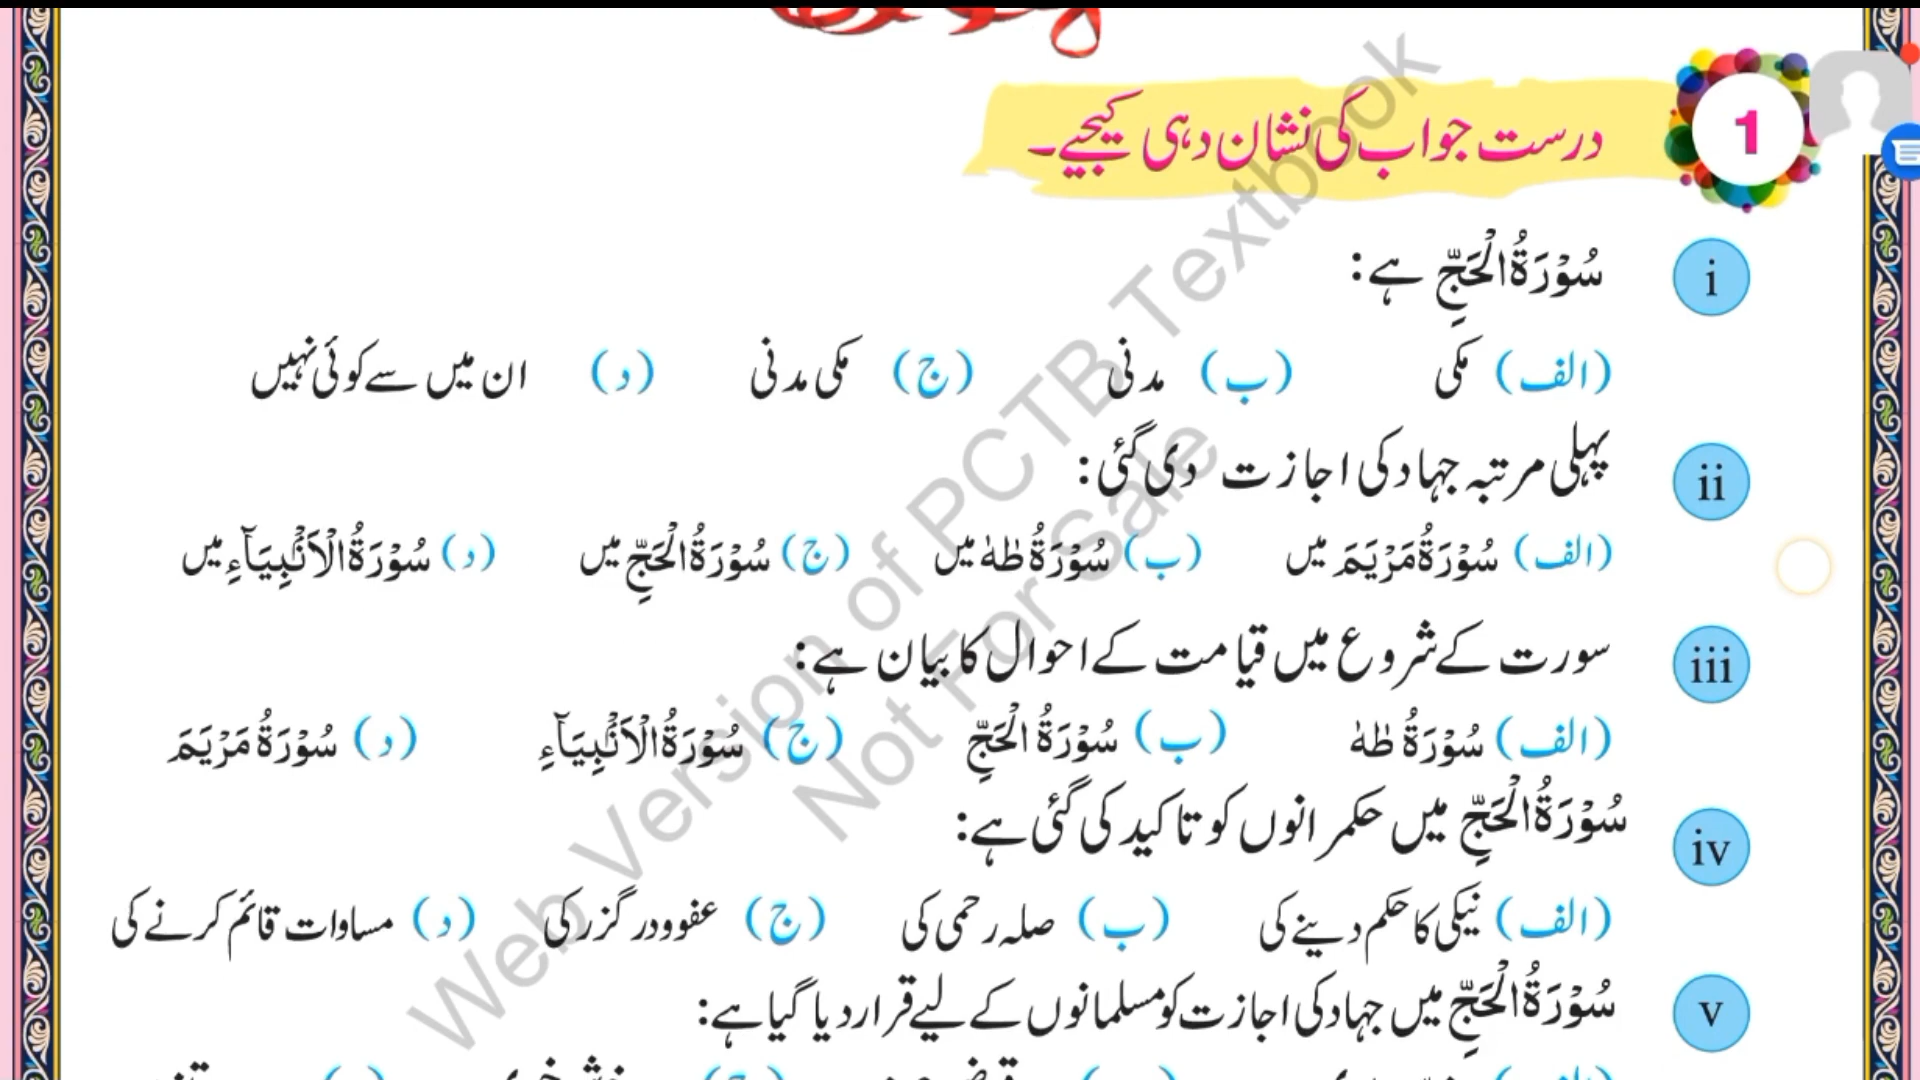 1 درست جواب کی نشان دہی کیجیے۔
i سُوْرَۃُ الْحَجِّ ہے:
(الف) مکی (ب) مدنی (ج) مکی مدنی (د) ان میں سے کوئی نہیں
ii پہلی مرتبہ جہاد کی اجازت دی گئی:
(الف) سُوْرَۃُ مَرْیَمَ میں (ب) سُوْرَۃُ طٰہٰ میں (ج) سُوْرَۃُ الْحَجِّ میں (د) سُوْرَۃُ الْاَنْۢبِیَآءِ میں
iii سورت کے شروع میں قیامت کے احوال کا بیان ہے:
(الف) سُوْرَۃُ طٰہٰ (ب) سُوْرَۃُ الْحَجِّ (ج) سُوْرَۃُ الْاَنْۢبِیَآءِ (د) سُوْرَۃُ مَرْیَمَ
iv سُوْرَۃُ الْحَجِّ میں حکمرانوں کو تاکید کی گئی ہے:
(الف) نیکی کا حکم دینے کی (ب) صلہ رحمی کی (ج) عفوودرگزر کی (د) مساوات قائم کرنے کی
v سُوْرَۃُ الْحَجِّ میں جہاد کی اجازت کو مسلمانوں کے لیے قرار دیا گیا ہے:
Web Version of PCTB Textbook
Not For Sale